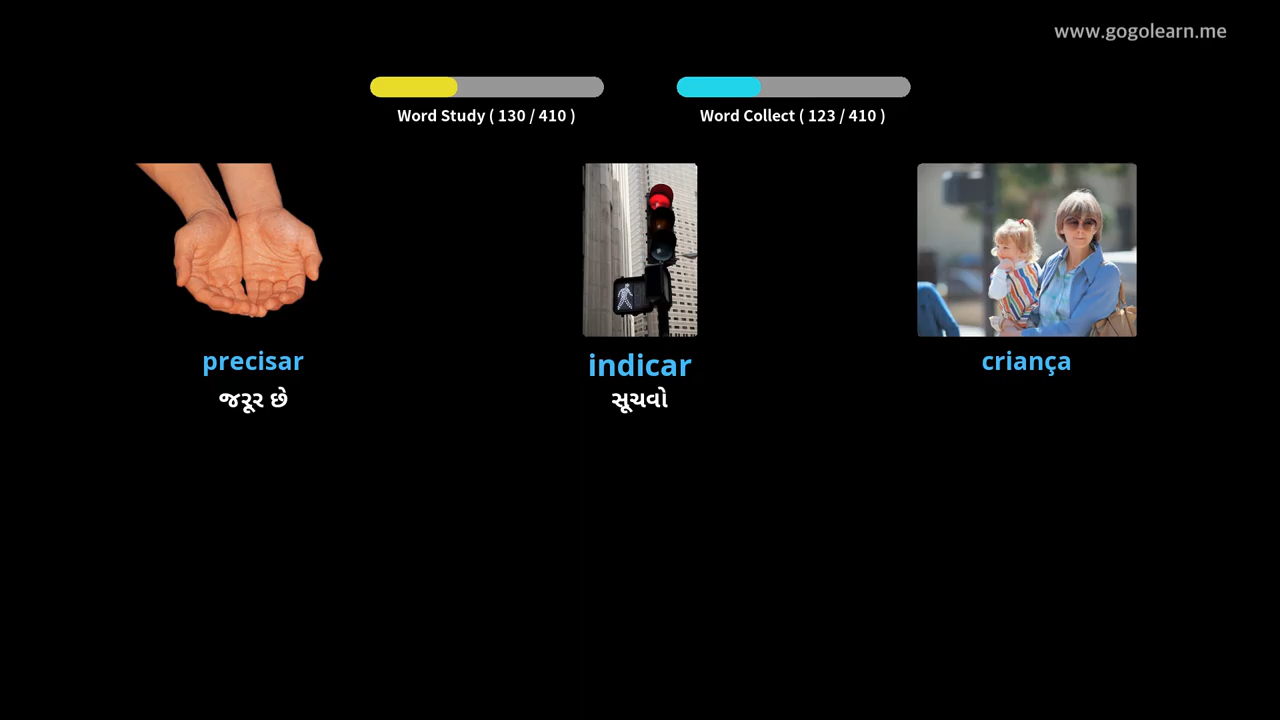 www.gogolearn.me
Word Study ( 130 / 410 )
Word Collect ( 123 / 410 )
precisar
indicar
criança
જરૂર છે
સૂચવો